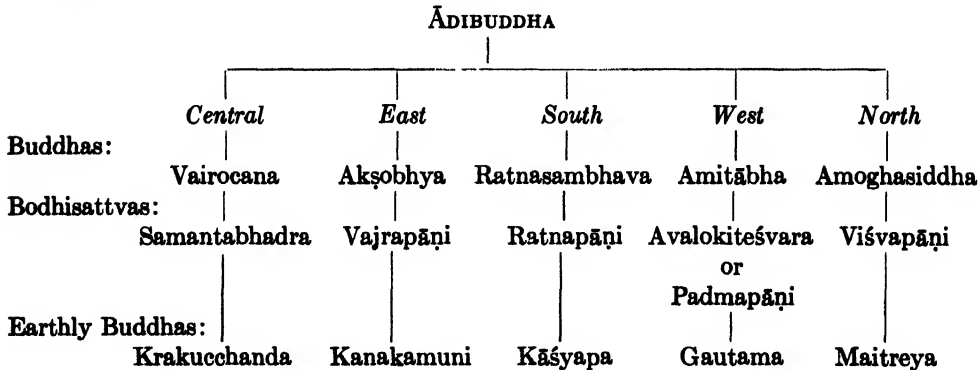 ĀDIBUDDHA
Central East South West North
Buddhas:
Vairocana Akṣobhya Ratnasambhava Amitābha Amoghasiddha
Bodhisattvas:
Samantabhadra Vajrapāṇi Ratnapāṇi Avalokiteśvara Viśvapāṇi
or
Padmapāṇi
Earthly Buddhas:
Krakucchanda Kanakamuni Kāśyapa Gautama Maitreya